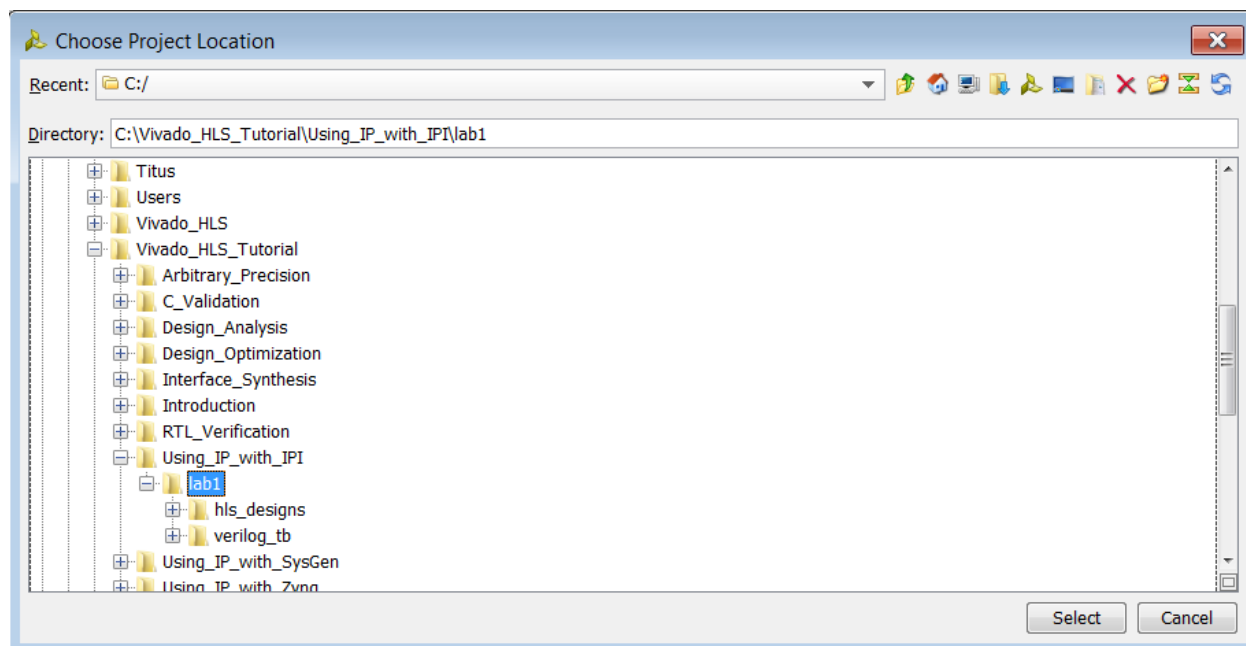 Choose Project Location
Recent: C:/
Directory: C:\Vivado_HLS_Tutorial\Using_IP_with_IPI\lab1
Titus
Users
Vivado_HLS
Vivado_HLS_Tutorial
Arbitrary_Precision
C_Validation
Design_Analysis
Design_Optimization
Interface_Synthesis
Introduction
RTL_Verification
Using_IP_with_IPI
lab1
hls_designs
verilog_tb
Using_IP_with_SysGen
Using_IP_with_Zynq
Select Cancel